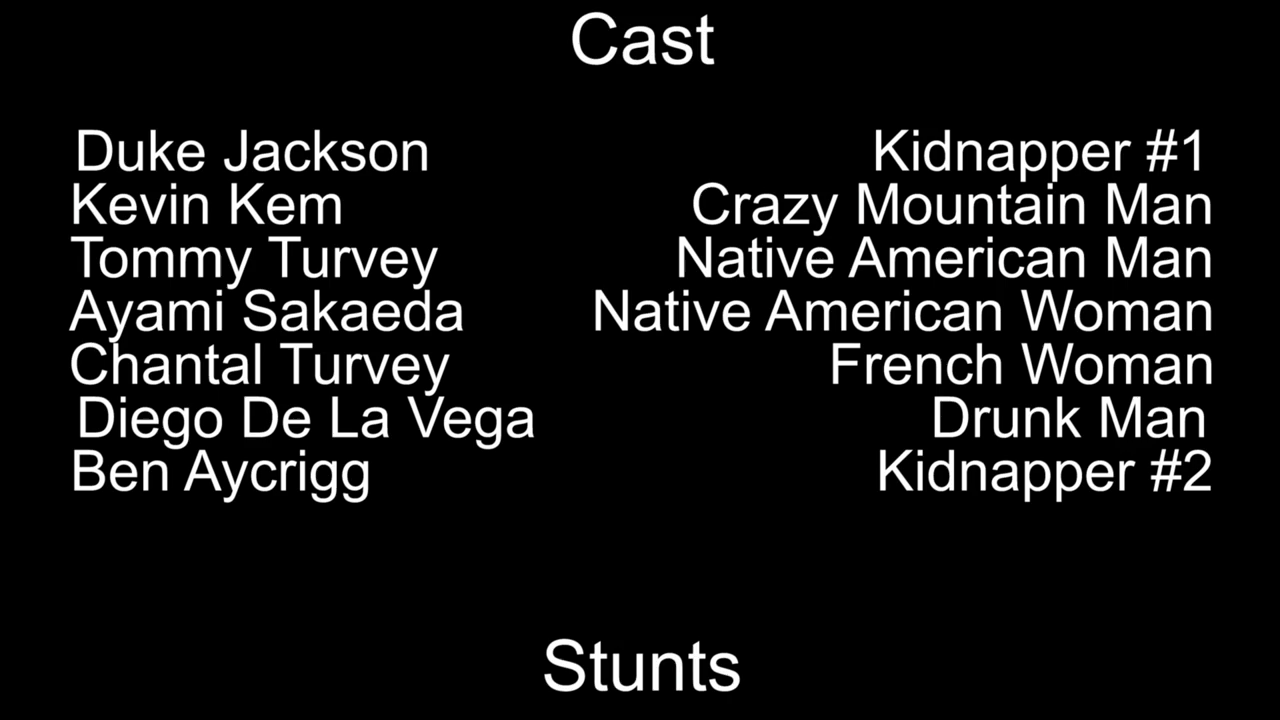 Cast
Duke Jackson Kidnapper #1
Kevin Kem Crazy Mountain Man
Tommy Turvey Native American Man
Ayami Sakaeda Native American Woman
Chantal Turvey French Woman
Diego De La Vega Drunk Man
Ben Aycrigg Kidnapper #2
Stunts